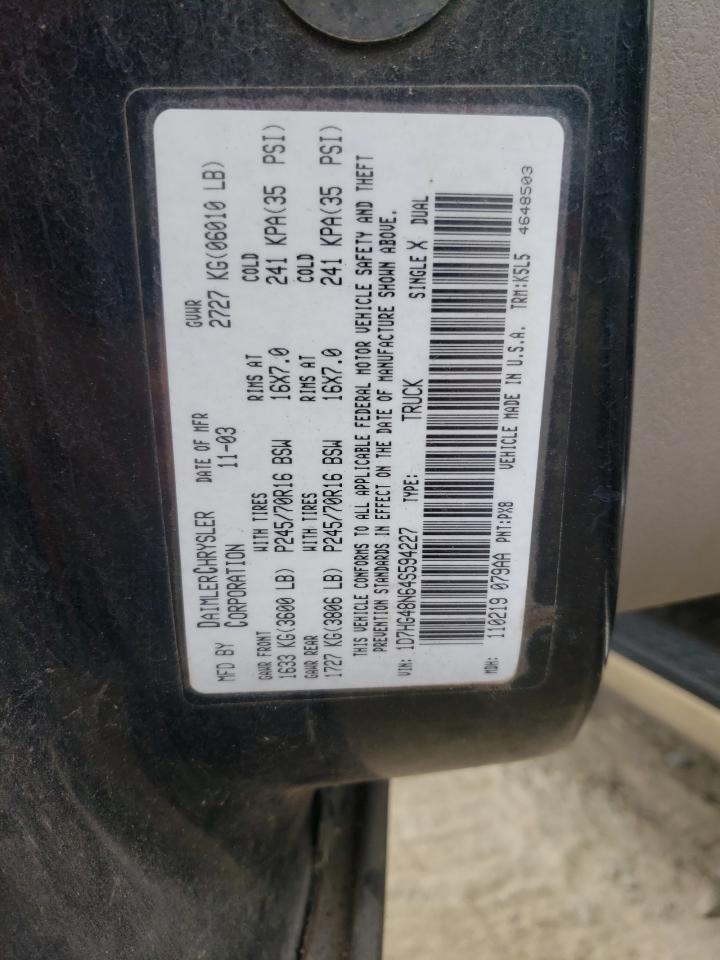 MFD BY DAIMLERCHRYSLER CORPORATION DATE OF MFR 11-03 GVWR 2727 KG(06010 LB)
GAWR FRONT WITH TIRES RIMS AT COLD
1633 KG(3600 LB) P245/70R16 BSW 16X7.0 241 KPA(35 PSI)
GAWR REAR WITH TIRES RIMS AT COLD
1727 KG(3806 LB) P245/70R16 BSW 16X7.0 241 KPA(35 PSI)
THIS VEHICLE CONFORMS TO ALL APPLICABLE FEDERAL MOTOR VEHICLE SAFETY AND THEFT
PREVENTION STANDARDS IN EFFECT ON THE DATE OF MANUFACTURE SHOWN ABOVE.
VIN: 1D7HG48N64S594227 TYPE: TRUCK SINGLE X DUAL
MDH: 110219 079AA PNT:PX8 VEHICLE MADE IN U.S.A. TRM:K5L5 4648503